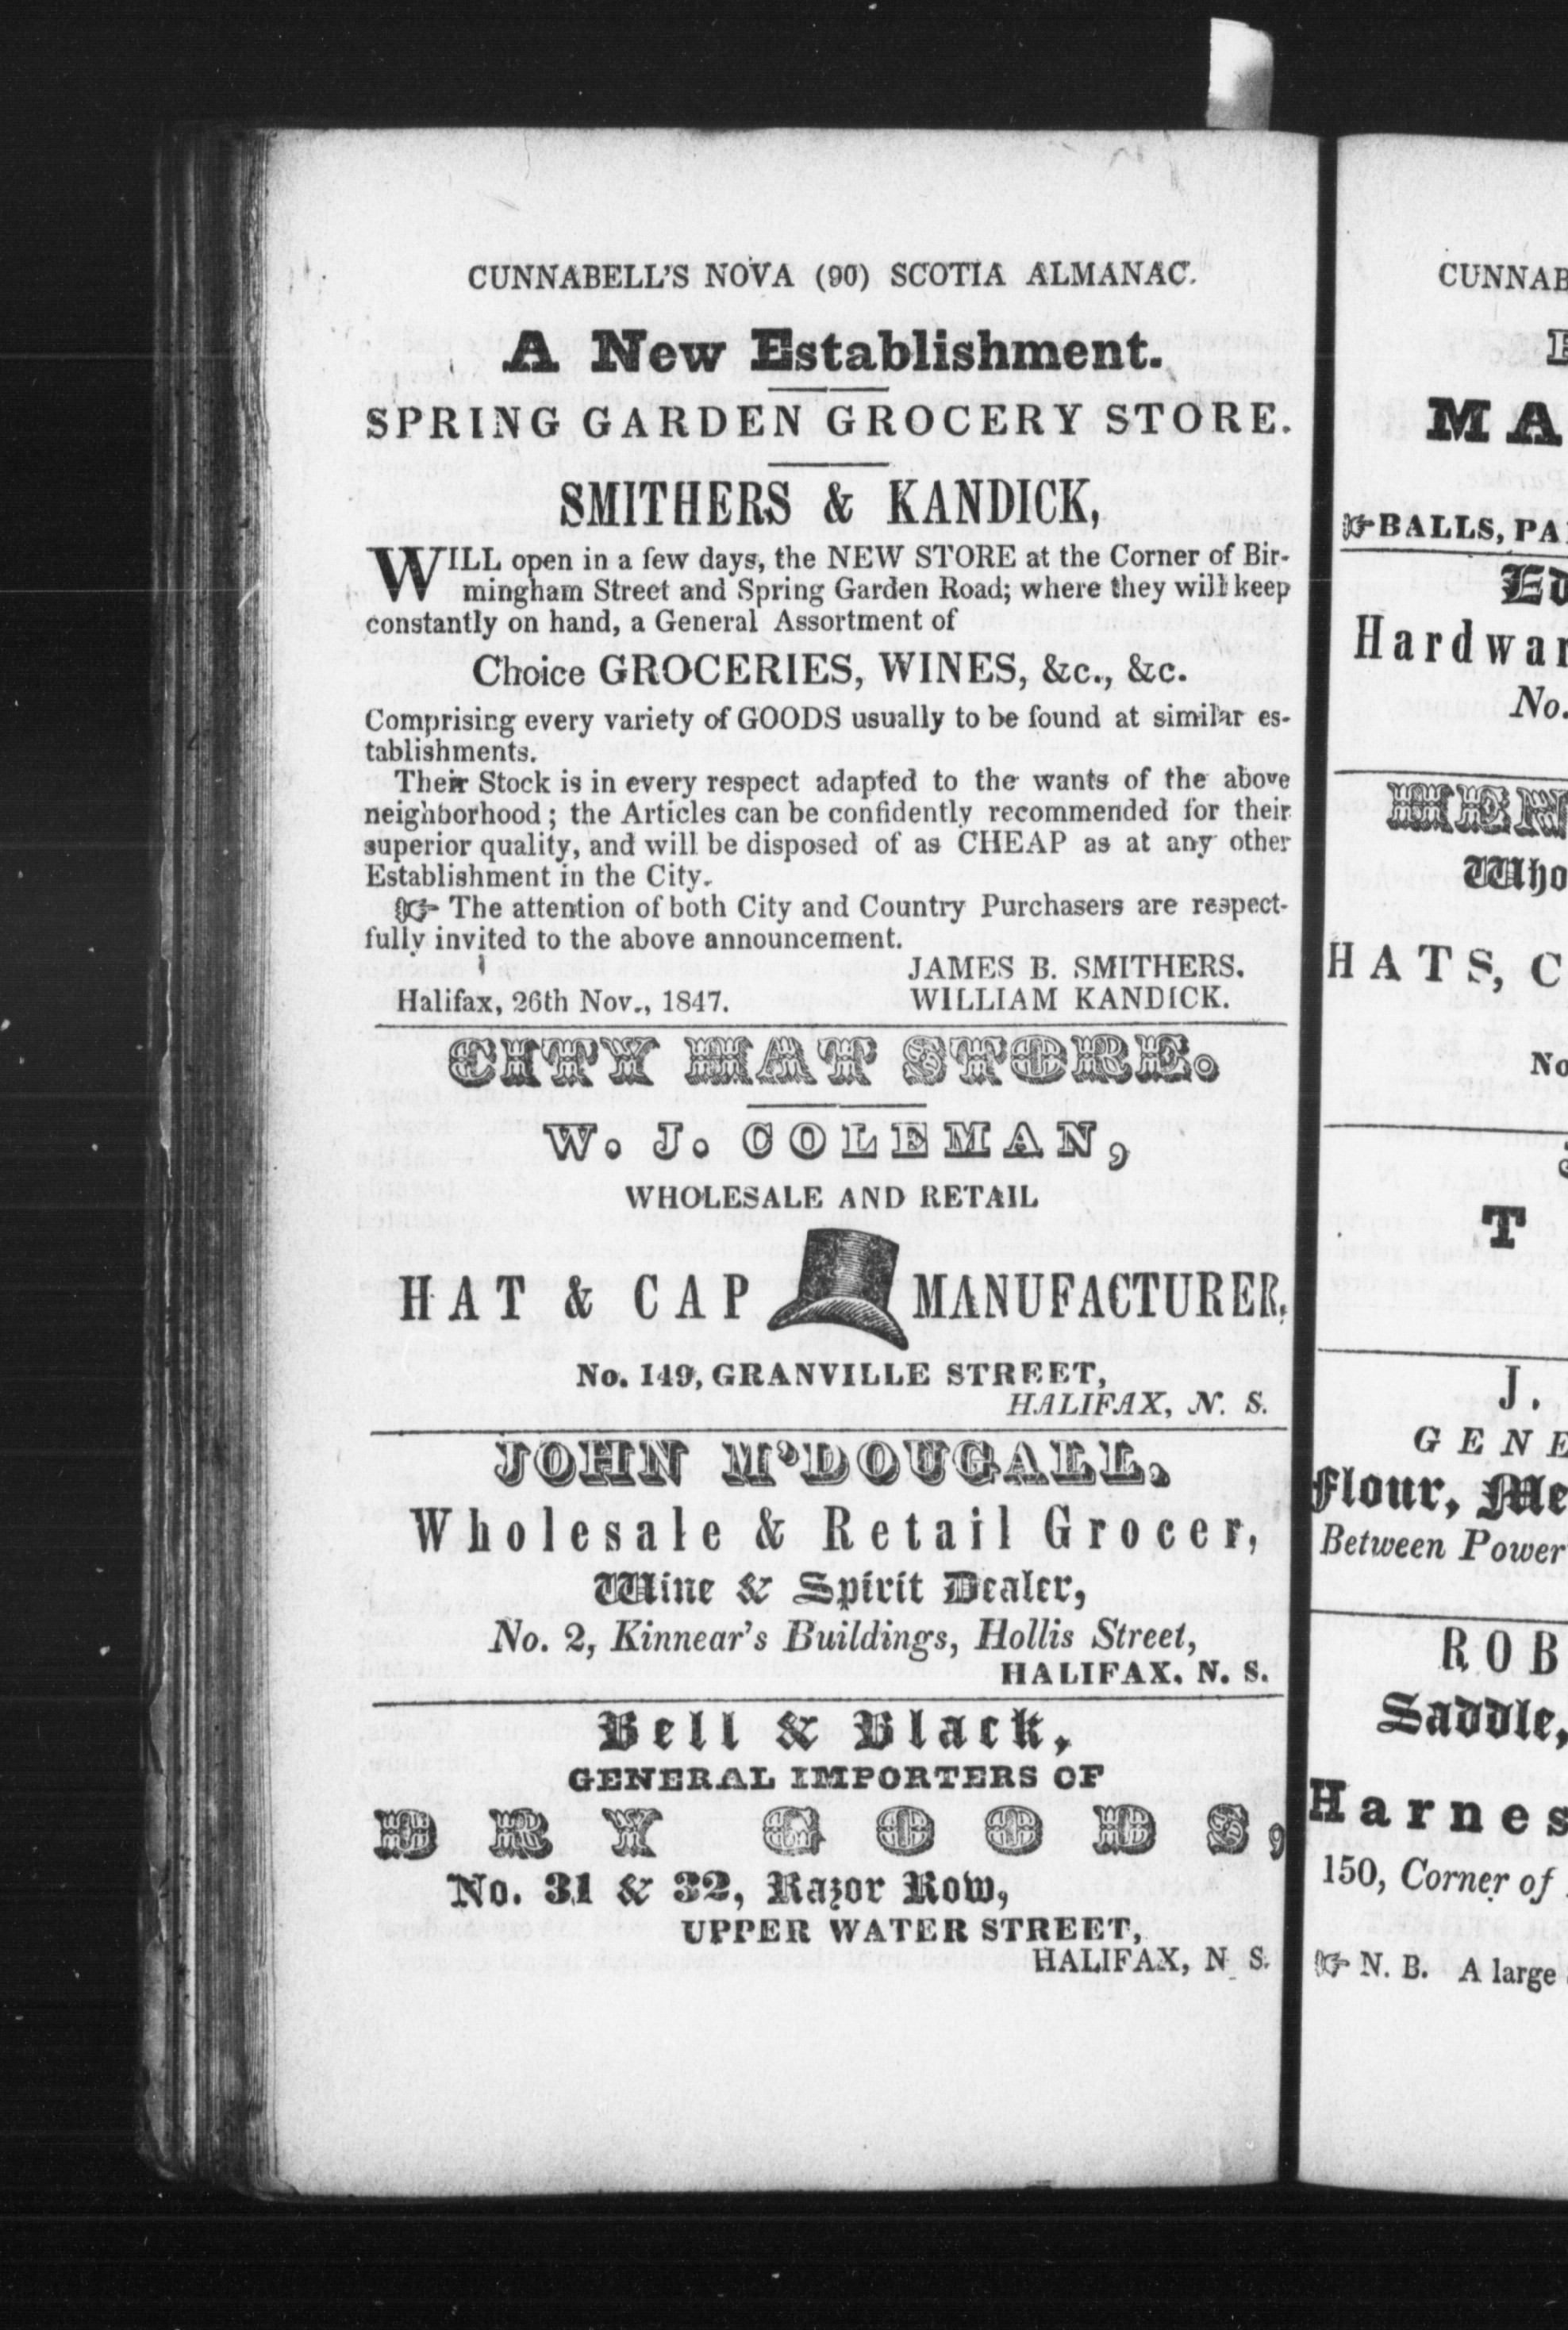 CUNNABELL'S NOVA (90) SCOTIA ALMANAC.
A New Establishment.
SPRING GARDEN GROCERY STORE.
SMITHERS & KANDICK,
WILL open in a few days, the NEW STORE at the Corner of Bir-
mingham Street and Spring Garden Road; where they will keep
constantly on hand, a General Assortment of
Choice GROCERIES, WINES, &c., &c.
Comprising every variety of GOODS usually to be found at similar es-
tablishments.
Their Stock is in every respect adapted to the wants of the above
neighborhood; the Articles can be confidently recommended for their
superior quality, and will be disposed of as CHEAP as at any other
Establishment in the City.
☞ The attention of both City and Country Purchasers are respect-
fully invited to the above announcement.
JAMES B. SMITHERS.
Halifax, 26th Nov., 1847. WILLIAM KANDICK.
CITY HAT STORE.
W. J. COLEMAN,
WHOLESALE AND RETAIL
HAT & CAP MANUFACTURER,
No. 149, GRANVILLE STREET,
HALIFAX, N. S.
JOHN M'DOUGALL,
Wholesale & Retail Grocer,
Wine & Spirit Dealer,
No. 2, Kinnear's Buildings, Hollis Street,
HALIFAX. N. S.
Bell & Black,
GENERAL IMPORTERS OF
DRY GOODS,
No. 31 & 32, Razor Row,
UPPER WATER STREET,
HALIFAX, N. S.
CUNNAB
MA
☞BALLS, PA
Ed
Hardwar
No.
HEN
Who
HATS, C
No
T
J.
GENE
Flour, Me
Between Power
ROB
Saddle,
Harnes
150, Corner of
☞ N. B. A large